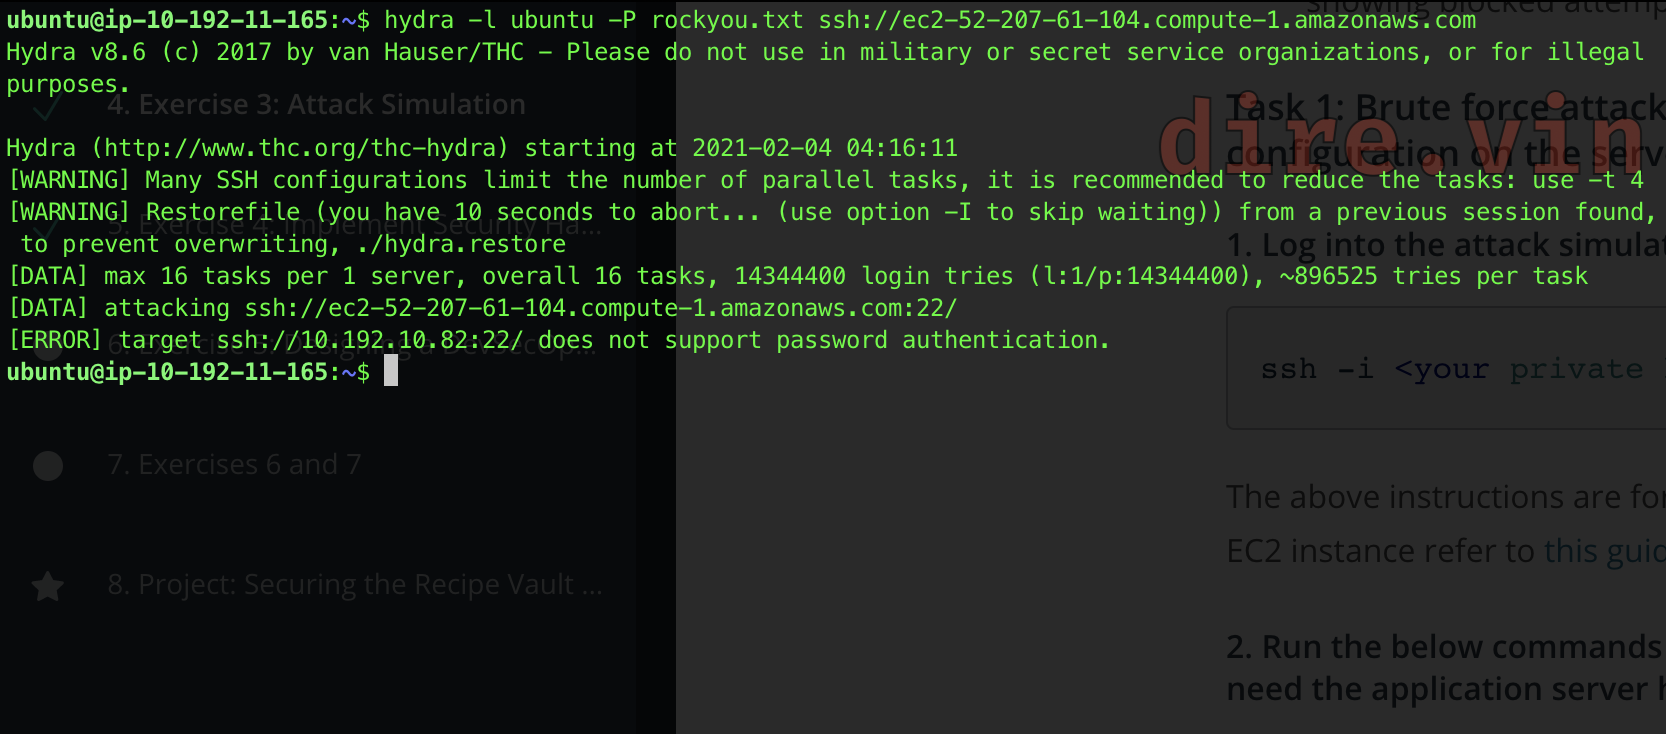 ubuntu@ip-10-192-11-165:~$ hydra -l ubuntu -P rockyou.txt ssh://ec2-52-207-61-104.compute-1.amazonaws.com
Hydra v8.6 (c) 2017 by van Hauser/THC - Please do not use in military or secret service organizations, or for illegal
purposes.
Hydra (http://www.thc.org/thc-hydra) starting at 2021-02-04 04:16:11
[WARNING] Many SSH configurations limit the number of parallel tasks, it is recommended to reduce the tasks: use -t 4
[WARNING] Restorefile (you have 10 seconds to abort... (use option -I to skip waiting)) from a previous session found,
to prevent overwriting, ./hydra.restore
[DATA] max 16 tasks per 1 server, overall 16 tasks, 14344400 login tries (l:1/p:14344400), ~896525 tries per task
[DATA] attacking ssh://ec2-52-207-61-104.compute-1.amazonaws.com:22/
[ERROR] target ssh://10.192.10.82:22/ does not support password authentication.
ubuntu@ip-10-192-11-165:~$
4. Exercise 3: Attack Simulation
5. Exercise 4: Implement Security Ha...
6. Exercise 5: Designing a DevSecOp...
7. Exercises 6 and 7
8. Project: Securing the Recipe Vault ...
showing blocked attemp
dire.vin
Task 1: Brute force attack
configuration on the serv
1. Log into the attack simulat
ssh -i <your private
The above instructions are for
EC2 instance refer to this guid
2. Run the below commands
need the application server h